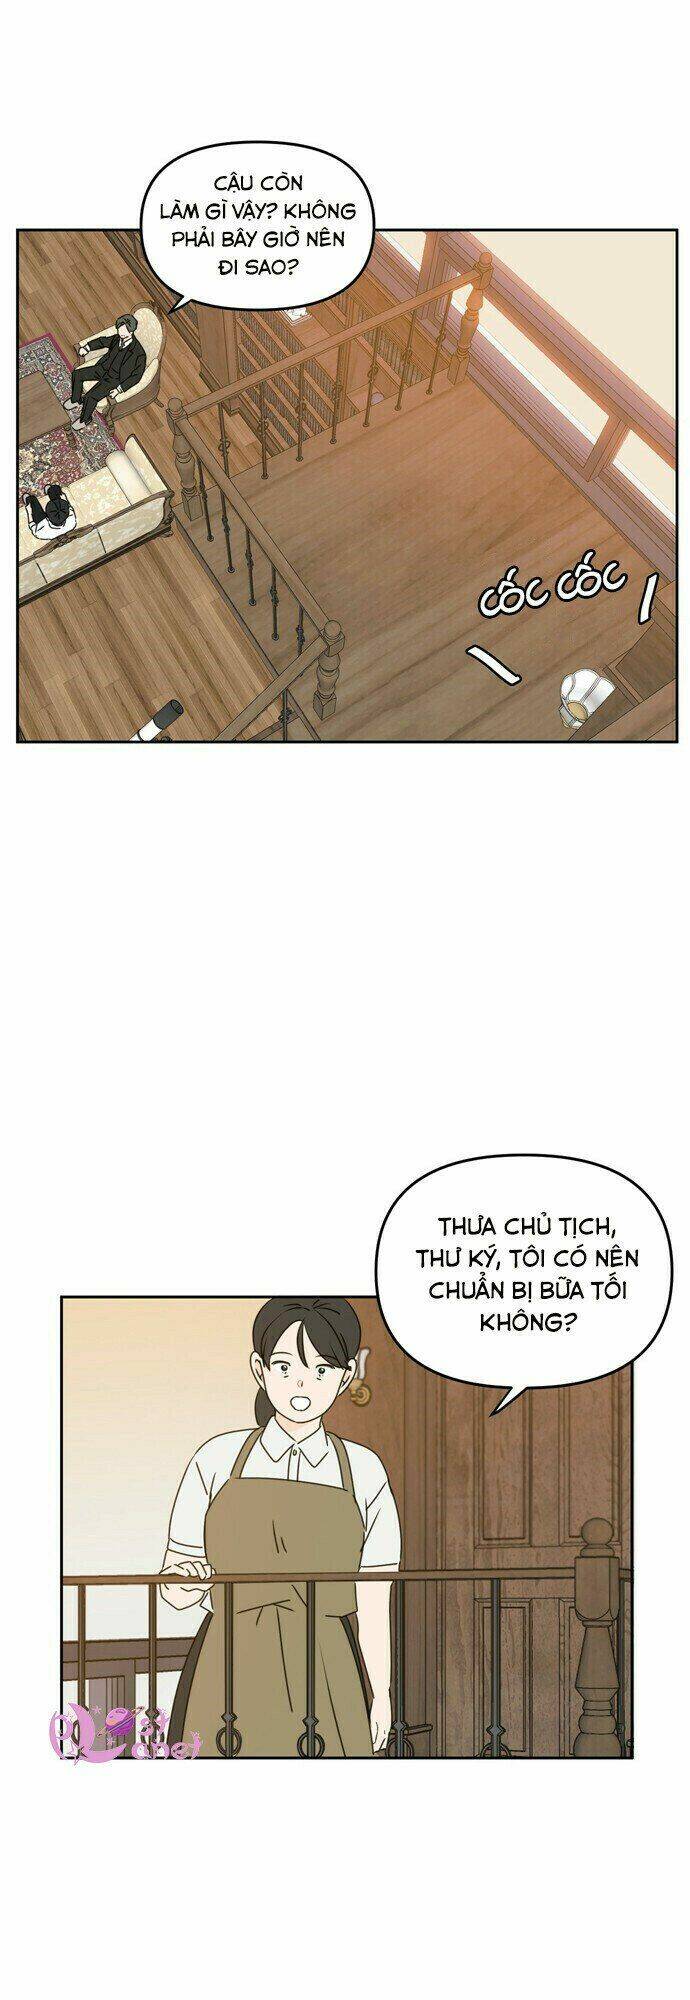 CẬU CÒN
LÀM GÌ VẬY? KHÔNG
PHẢI BÂY GIỜ NÊN
ĐI SAO?
CỐC CỐC
THƯA CHỦ TỊCH,
THƯ KÝ, TÔI CÓ NÊN
CHUẨN BỊ BỮA TỐI
KHÔNG?